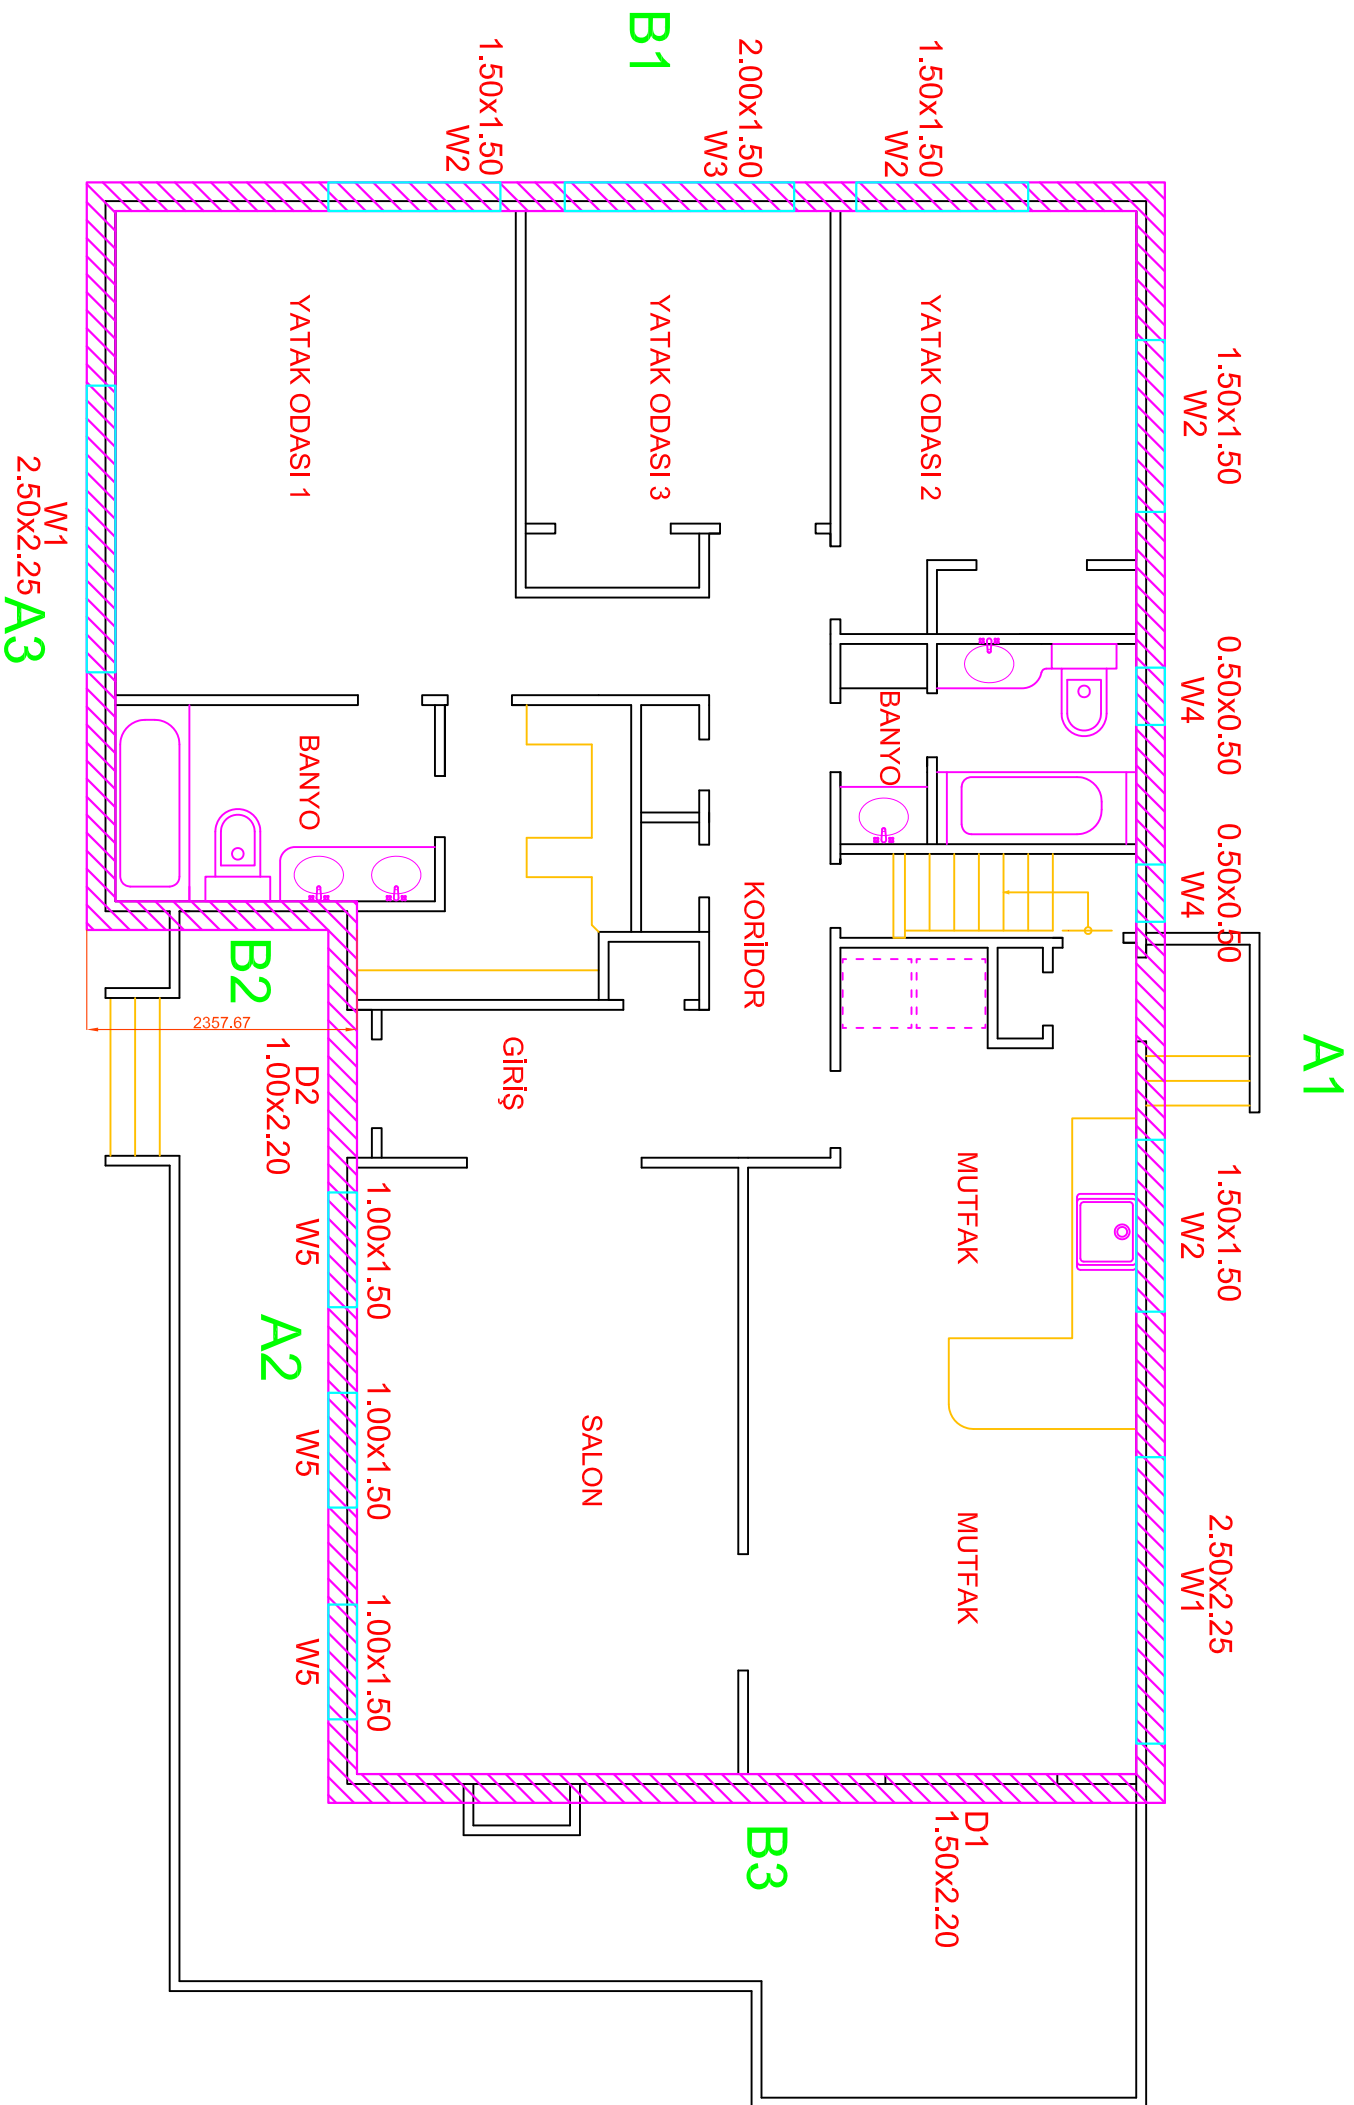 A1
1.50x1.50
W2
0.50x0.50
W4
0.50x0.50
W4
1.50x1.50
W2
2.50x2.25
W1
1.50x1.50
W2
YATAK ODASI 2
BANYO
MUTFAK
MUTFAK
D1
1.50x2.20
2.00x1.50
W3
KORİDOR
B3
B1
YATAK ODASI 3
SALON
1.50x1.50
W2
GİRİŞ
1.00x1.50
W5
1.00x1.50
W5
1.00x1.50
W5
YATAK ODASI 1
BANYO
D2
1.00x2.20
A2
B2
2357.67
W1
2.50x2.25
A3